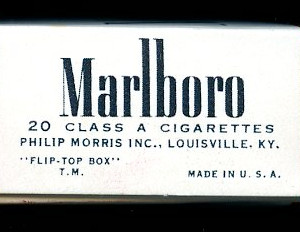 Marlboro
20 CLASS A CIGARETTES
PHILIP MORRIS INC., LOUISVILLE, KY.
"FLIP-TOP BOX" MADE IN U.S.A.
T.M.